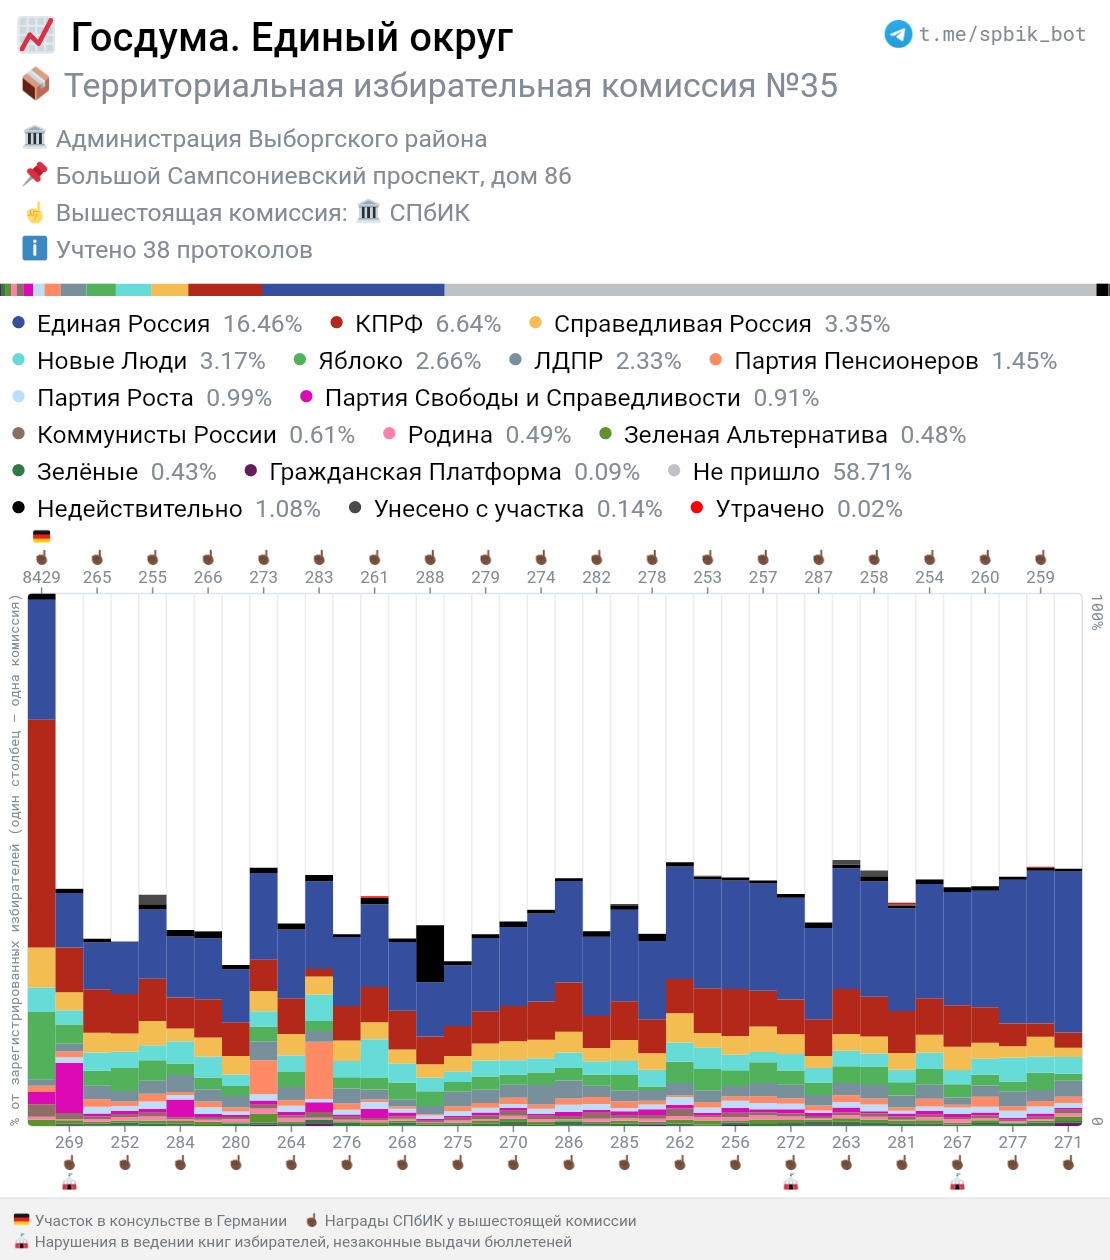 Госдума. Единый округ
t.me/spbik_bot
Территориальная избирательная комиссия №35
Администрация Выборгского района
Большой Сампсониевский проспект, дом 86
Вышестоящая комиссия: СПбИК
Учтено 38 протоколов
Единая Россия 16.46% КПРФ 6.64% Справедливая Россия 3.35%
Новые Люди 3.17% Яблоко 2.66% ЛДПР 2.33% Партия Пенсионеров 1.45%
Партия Роста 0.99% Партия Свободы и Справедливости 0.91%
Коммунисты России 0.61% Родина 0.49% Зеленая Альтернатива 0.48%
Зелёные 0.43% Гражданская Платформа 0.09% Не пришло 58.71%
Недействительно 1.08% Унесено с участка 0.14% Утрачено 0.02%
8429 265 255 266 273 283 261 288 279 274 282 278 253 257 287 258 254 260 259
% от зарегистрированных избирателей (один столбец — одна комиссия)
100%
0
269 252 284 280 264 276 268 275 270 286 285 262 256 272 263 281 267 277 271
Участок в консульстве в Германии Награды СПбИК у вышестоящей комиссии
Нарушения в ведении книг избирателей, незаконные выдачи бюллетеней